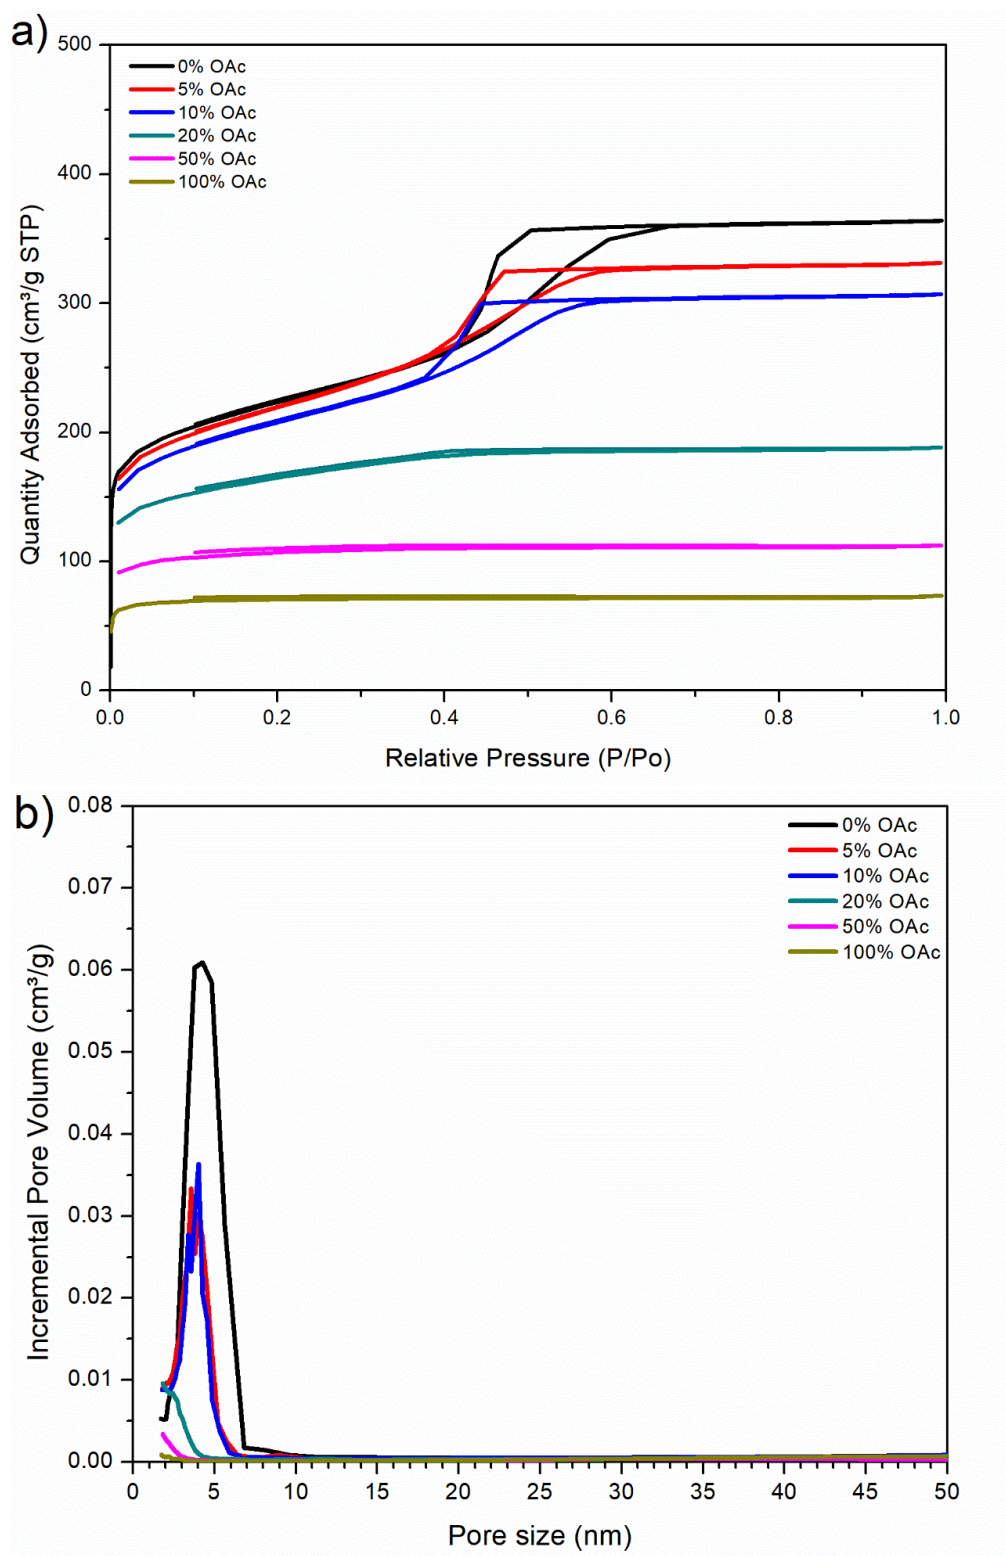 a)
500
400
300
200
100
0
0% OAc
5% OAc
10% OAc
20% OAc
50% OAc
100% OAc
Quantity Adsorbed (cm³/g STP)
0.0 0.2 0.4 0.6 0.8 1.0
Relative Pressure (P/Po)
b)
0.08
0.07
0.06
0.05
0.04
0.03
0.02
0.01
0.00
0% OAc
5% OAc
10% OAc
20% OAc
50% OAc
100% OAc
Incremental Pore Volume (cm³/g)
0 5 10 15 20 25 30 35 40 45 50
Pore size (nm)